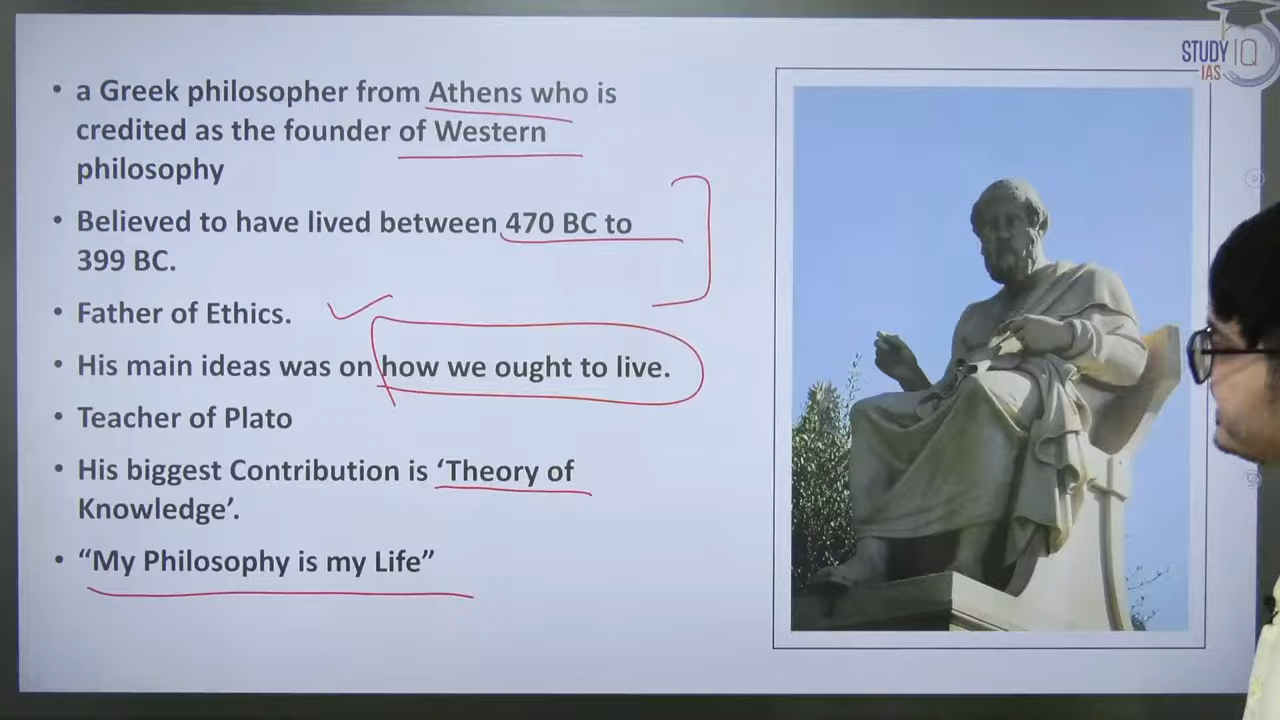 STUDY IQ
IAS
• a Greek philosopher from Athens who is
credited as the founder of Western
philosophy
• Believed to have lived between 470 BC to
399 BC.
• Father of Ethics.
• His main ideas was on how we ought to live.
• Teacher of Plato
• His biggest Contribution is ‘Theory of
Knowledge’.
• “My Philosophy is my Life”